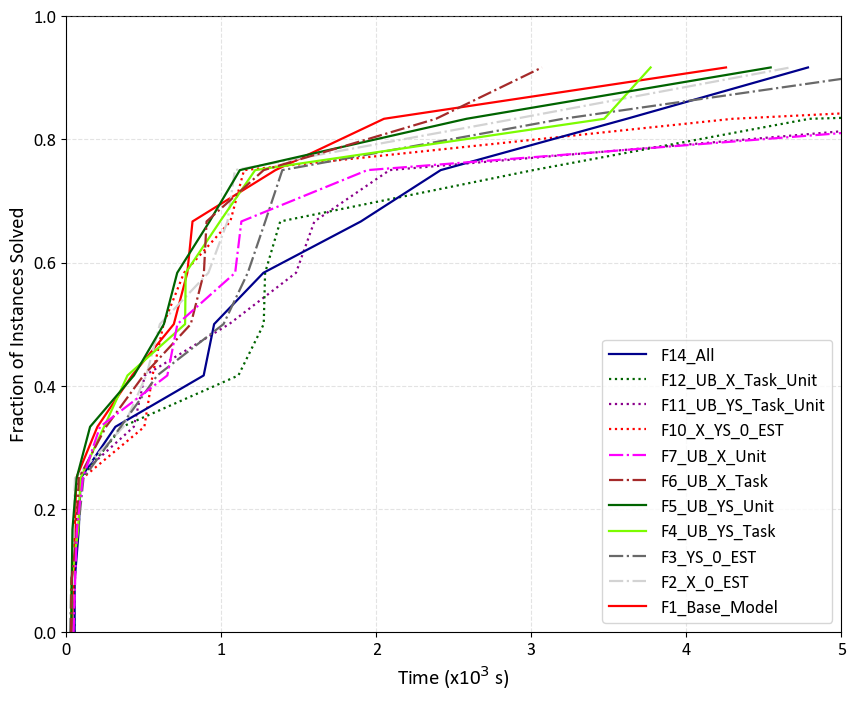 1.0
0.8
0.6
0.4
0.2
0.0
Fraction of Instances Solved
F14_All
F12_UB_X_Task_Unit
F11_UB_YS_Task_Unit
F10_X_YS_0_EST
F7_UB_X_Unit
F6_UB_X_Task
F5_UB_YS_Unit
F4_UB_YS_Task
F3_YS_0_EST
F2_X_0_EST
F1_Base_Model
0 1 2 3 4 5
Time (x10³ s)